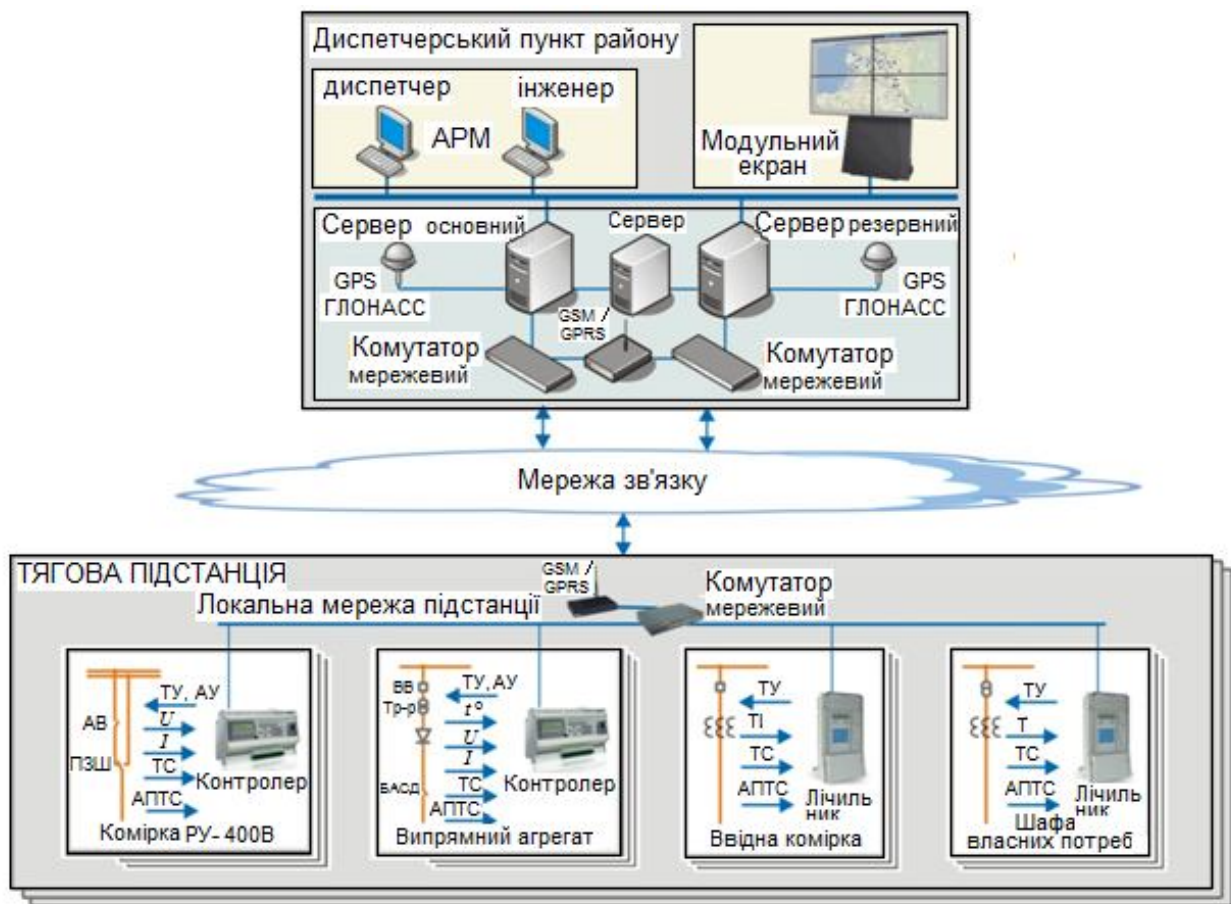 Диспетчерський пункт району
диспетчер
інженер
АРМ
Модульний
екран
Сервер основний
Сервер
Сервер резервний
GPS
ГЛОНАСС
GSM /
GPRS
GPS
ГЛОНАСС
Комутатор
мережевий
Комутатор
мережевий
Мережа зв'язку
ТЯГОВА ПІДСТАНЦІЯ
GSM /
GPRS
Комутатор
мережевий
Локальна мережа підстанції
ТУ, АУ
АВ
U
I
ПЗШ
ТС
Контролер
АПТС
Комірка РУ- 400В
ВВ
ТУ, АУ
Тр-р
t°
U
I
БАСД
ТС
Контролер
АПТС
Випрямний агрегат
ТУ
ТІ
ТС
АПТС
Лічиль
ник
Ввідна комірка
ТУ
Т
ТС
АПТС
Лічиль
ник
Шафа
власних потреб